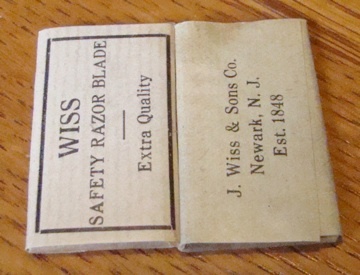 WISS
SAFETY RAZOR BLADE
Extra Quality
J. Wiss & Sons Co.
Newark, N. J.
Est. 1848